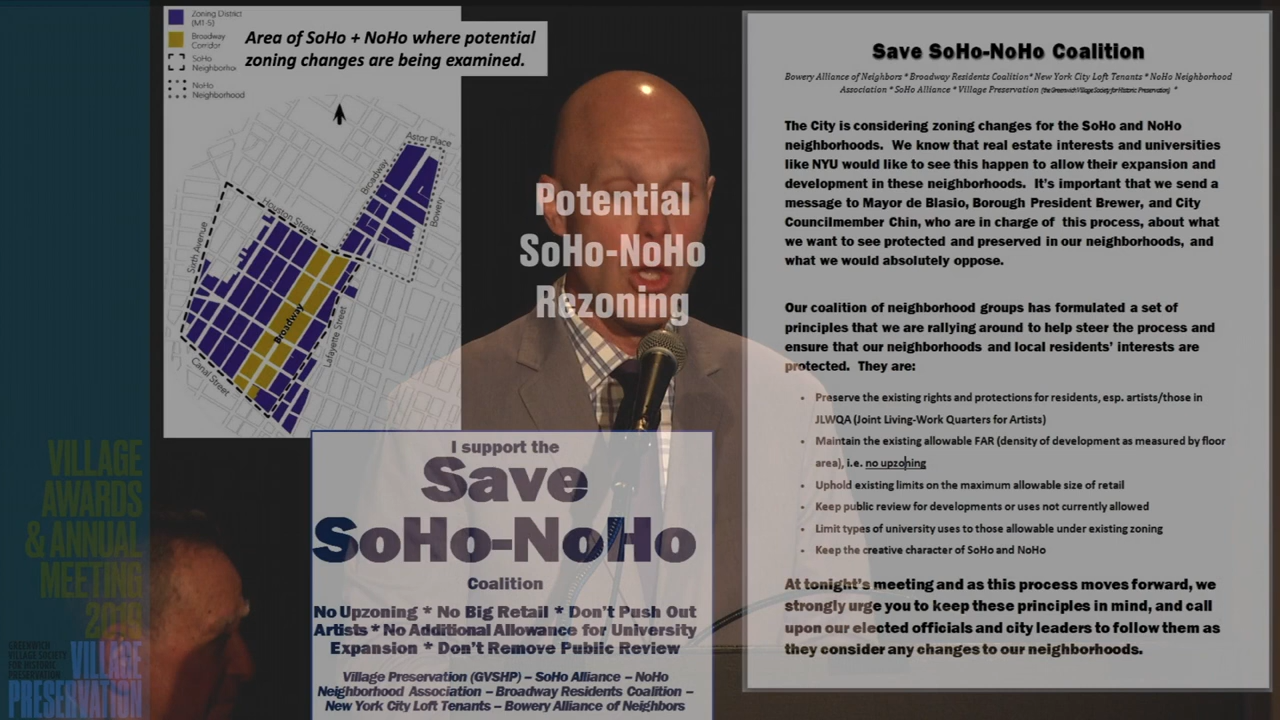 Zoning District
(M1-5)
Broadway
Corridor
SoHo
Neighborho
NoHo
Neighborhood
Area of SoHo + NoHo where potential
zoning changes are being examined.
Astor Place
Broadway
Bowery
Houston Street
Sixth Avenue
Broadway
Lafayette Street
Canal Street
Potential
SoHo-NoHo
Rezoning
I support the
Save
SoHo-NoHo
Coalition
No Upzoning * No Big Retail * Don't Push Out
Artists * No Additional Allowance for University
Expansion * Don't Remove Public Review
Village Preservation (GVSHP) – SoHo Alliance – NoHo
Neighborhood Association – Broadway Residents Coalition –
New York City Loft Tenants – Bowery Alliance of Neighbors
Save SoHo-NoHo Coalition
Bowery Alliance of Neighbors * Broadway Residents Coalition* New York City Loft Tenants * NoHo Neighborhood
Association * SoHo Alliance * Village Preservation (the Greenwich Village Society for Historic Preservation) *
The City is considering zoning changes for the SoHo and NoHo
neighborhoods. We know that real estate interests and universities
like NYU would like to see this happen to allow their expansion and
development in these neighborhoods. It's important that we send a
message to Mayor de Blasio, Borough President Brewer, and City
Councilmember Chin, who are in charge of this process, about what
we want to see protected and preserved in our neighborhoods, and
what we would absolutely oppose.
Our coalition of neighborhood groups has formulated a set of
principles that we are rallying around to help steer the process and
ensure that our neighborhoods and local residents' interests are
protected. They are:
• Preserve the existing rights and protections for residents, esp. artists/those in
JLWQA (Joint Living-Work Quarters for Artists)
• Maintain the existing allowable FAR (density of development as measured by floor
area), i.e. no upzoning
• Uphold existing limits on the maximum allowable size of retail
• Keep public review for developments or uses not currently allowed
• Limit types of university uses to those allowable under existing zoning
• Keep the creative character of SoHo and NoHo
At tonight's meeting and as this process moves forward, we
strongly urge you to keep these principles in mind, and call
upon our elected officials and city leaders to follow them as
they consider any changes to our neighborhoods.
VILLAGE
AWARDS
& ANNUAL
MEETING
2019
GREENWICH
VILLAGE SOCIETY
FOR HISTORIC
PRESERVATION
VILLAGE
PRESERVATION